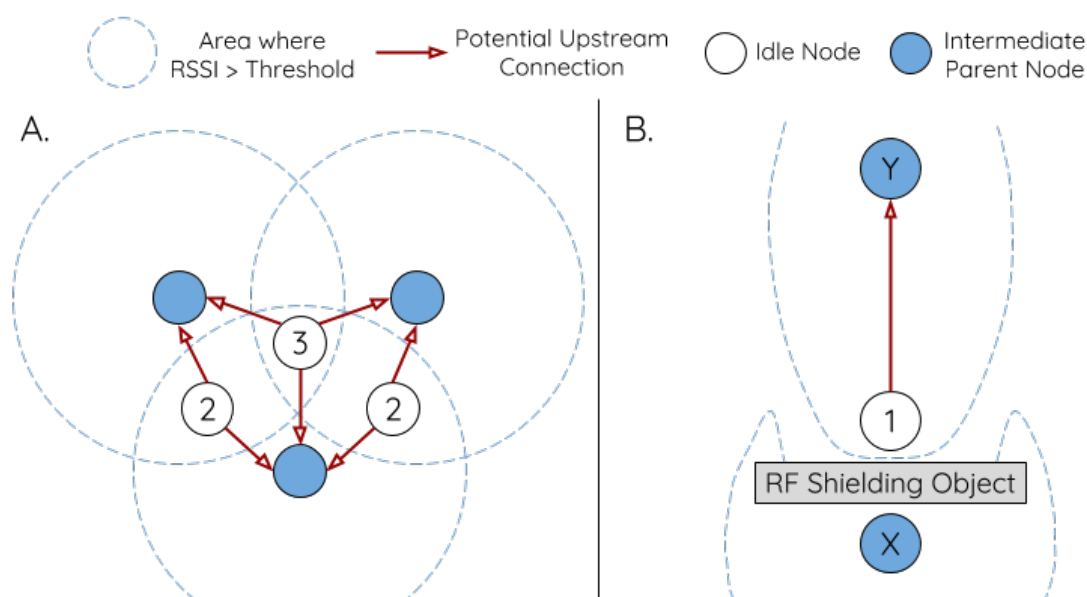 Area where
RSSI > Threshold
Potential Upstream
Connection
Idle Node
Intermediate
Parent Node
A.
3
2
2
B.
Y
1
RF Shielding Object
X